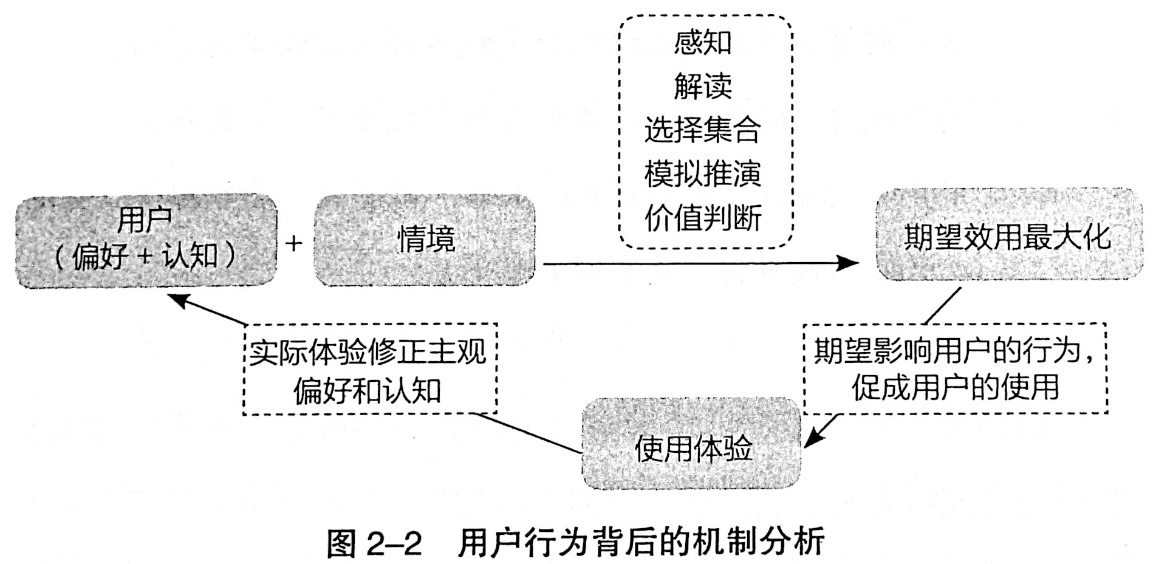 感知
解读
选择集合
模拟推演
价值判断
用户
（偏好 + 认知）
+
情境
期望效用最大化
实际体验修正主观
偏好和认知
期望影响用户的行为，
促成用户的使用
使用体验
图 2–2 用户行为背后的机制分析